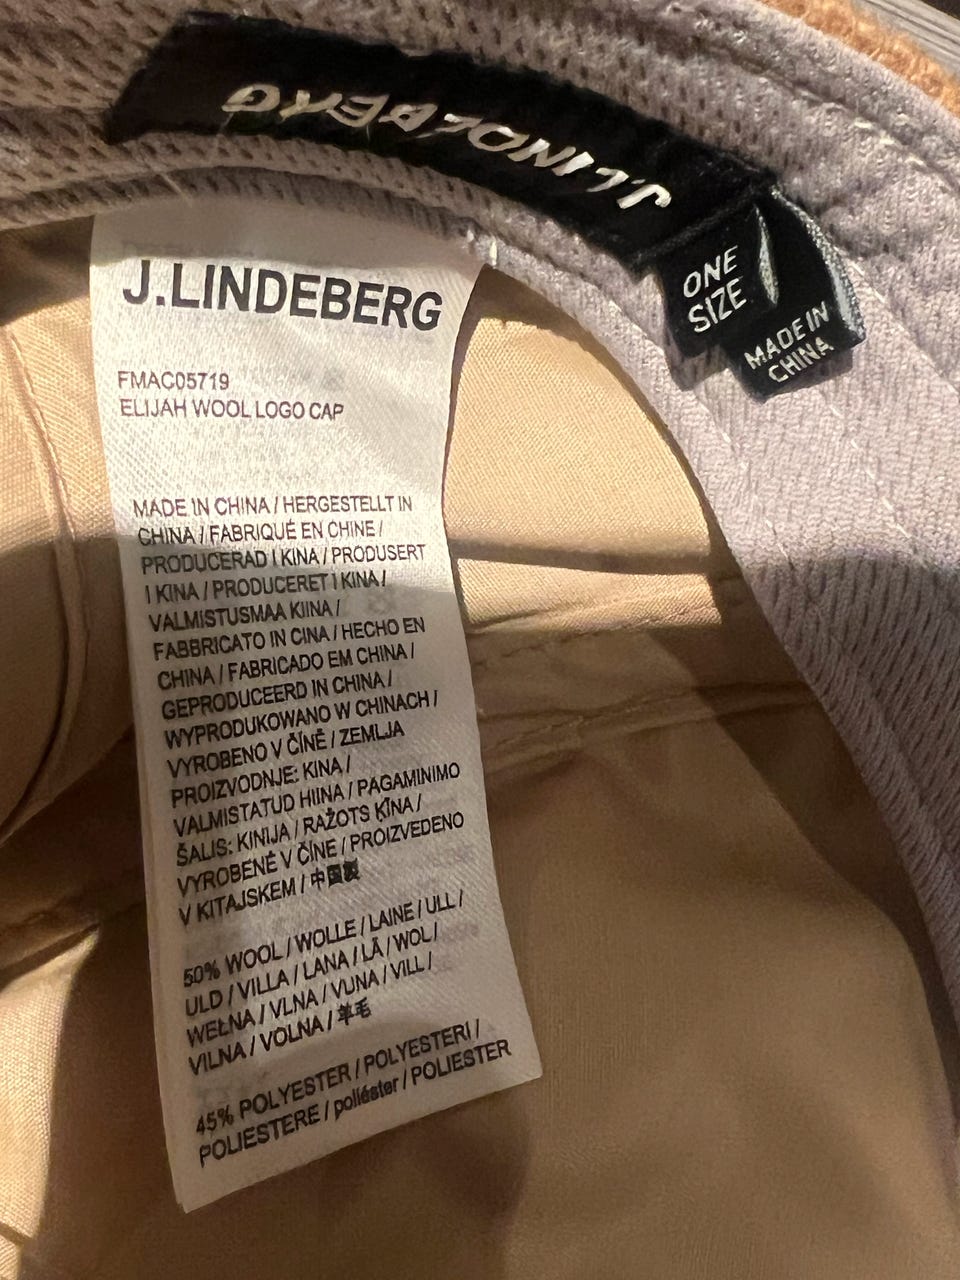 J.LINDEBERG
ONE
SIZE
MADE IN
CHINA
J.LINDEBERG
FMAC05719
ELIJAH WOOL LOGO CAP
MADE IN CHINA / HERGESTELLT IN
CHINA / FABRIQUÉ EN CHINE /
PRODUCERAD I KINA / PRODUSERT
I KINA / PRODUCERET I KINA /
VALMISTUSMAA KIINA /
FABBRICATO IN CINA / HECHO EN
CHINA / FABRICADO EM CHINA /
GEPRODUCEERD IN CHINA /
WYPRODUKOWANO W CHINACH /
VYROBENO V ČÍNĚ / ZEMLJA
PROIZVODNJE: KINA /
VALMISTATUD HIINA / PAGAMINIMO
ŠALIS: KINIJA / RAŽOTS ĶĪNA /
VYROBENÉ V ČÍNE / PROIZVEDENO
V KITAJSKEM / 中国製
50% WOOL / WOLLE / LAINE / ULL /
ULD / VILLA / LANA / LÃ / WOL /
WEŁNA / VLNA / VUNA / VILL /
VILNA / VOLNA / 羊毛
45% POLYESTER / POLYESTERI /
POLIESTERE / poliéster / POLIESTER